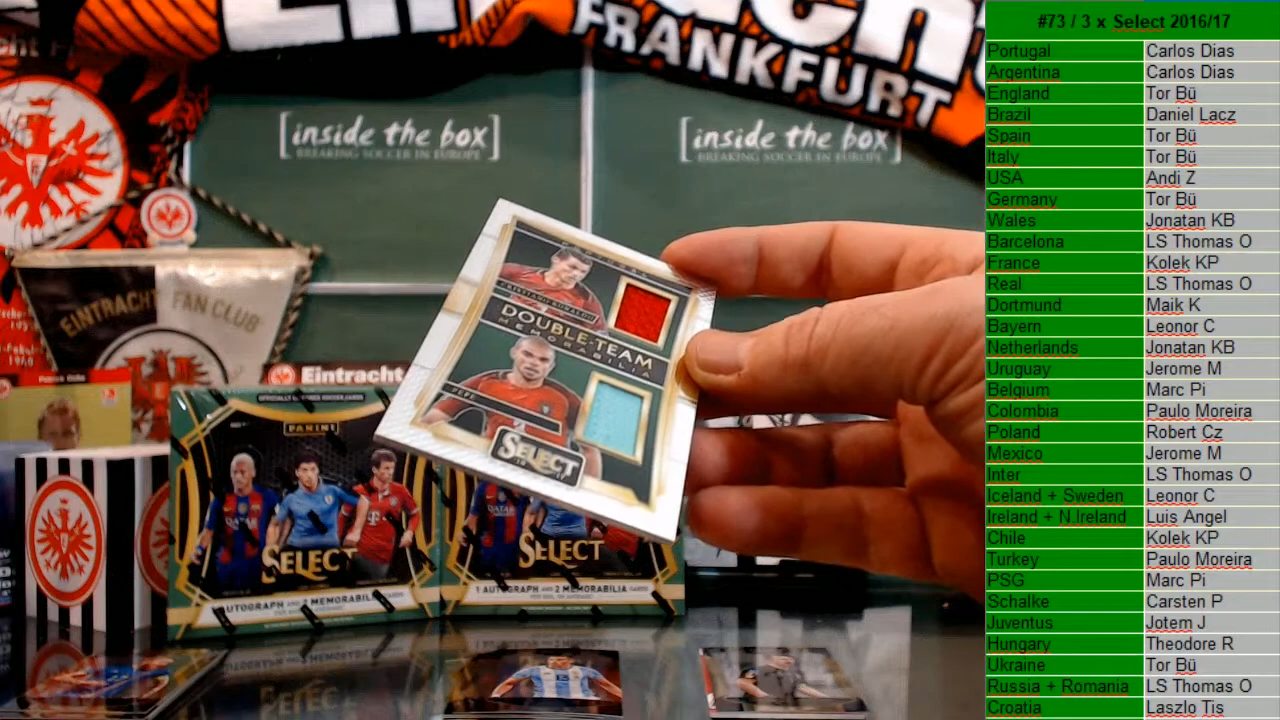 FRANKFURT
[inside the box]
BREAKING SOCCER IN EUROPE
[inside the box]
BREAKING SOCCER IN EUROPE
EINTRACHT FAN CLUB
Eintracht
CRISTIANO RONALDO
DOUBLE-TEAM
MEMORABILIA
PEPE
SELECT
PANINI
SELECT
AUTOGRAPH AND 2 MEMORABILIA
SELECT
1 AUTOGRAPH AND 2 MEMORABILIA CARDS
#73 / 3 x Select 2016/17
Portugal Carlos Dias
Argentina Carlos Dias
England Tor Bü
Brazil Daniel Lacz
Spain Tor Bü
Italy Tor Bü
USA Andi Z
Germany Tor Bü
Wales Jonatan KB
Barcelona LS Thomas O
France Kolek KP
Real LS Thomas O
Dortmund Maik K
Bayern Leonor C
Netherlands Jonatan KB
Uruguay Jerome M
Belgium Marc Pi
Colombia Paulo Moreira
Poland Robert Cz
Mexico Jerome M
Inter LS Thomas O
Iceland + Sweden Leonor C
Ireland + N.Ireland Luis Angel
Chile Kolek KP
Turkey Paulo Moreira
PSG Marc Pi
Schalke Carsten P
Juventus Jotem J
Hungary Theodore R
Ukraine Tor Bü
Russia + Romania LS Thomas O
Croatia Laszlo Tis